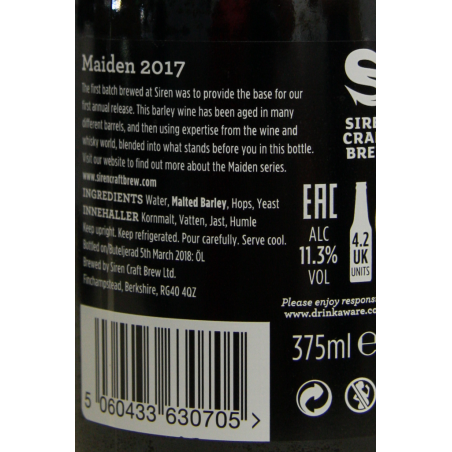 Maiden 2017
The first batch brewed at Siren was to provide the base for our
first annual release. This barley wine has been aged in many
different barrels, and then using expertise from the wine and
whisky world, blended into what stands before you in this bottle.
Visit our website to find out more about the Maiden series.
www.sirencraftbrew.com
INGREDIENTS Water, Malted Barley, Hops, Yeast
INNEHALLER Kornmalt, Vatten, Jast, Humle
Keep upright. Keep refrigerated. Pour carefully. Serve cool.
Bottled on/Buteljerad 5th March 2018: ÖL
Brewed by Siren Craft Brew Ltd.
Finchampstead, Berkshire, RG40 4QZ
5 060433 630705 >
SIRE
CRAF
BRE
EAC
ALC
11.3%
VOL
4.2
UK
UNITS
Please enjoy respons
www.drinkaware.
375ml e